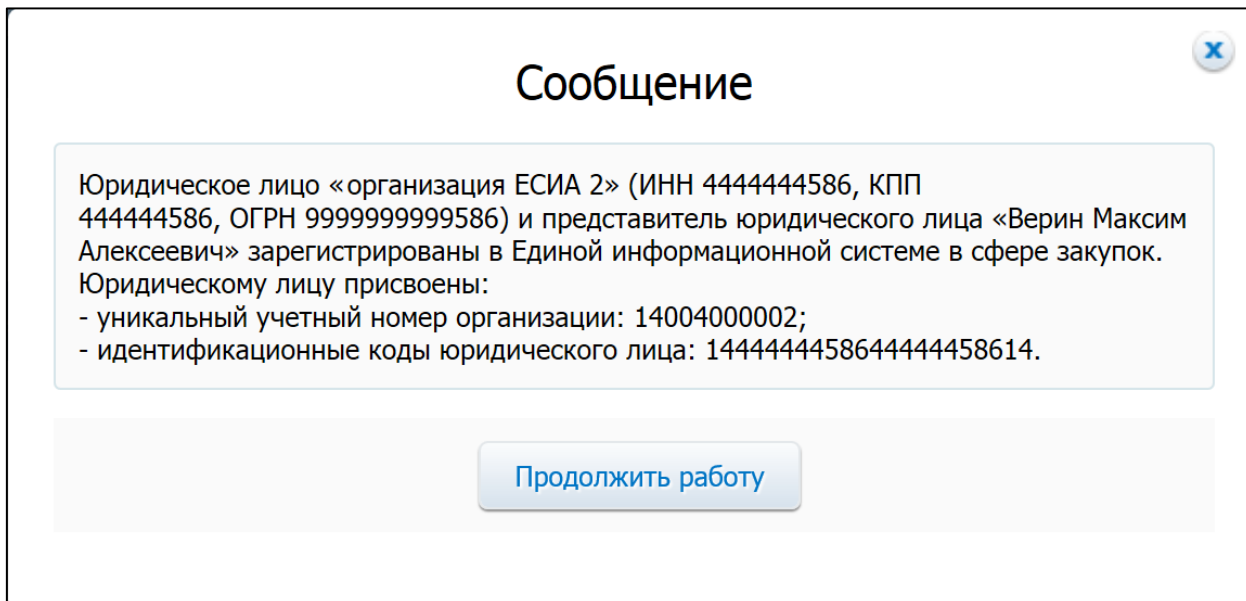 x
Сообщение
Юридическое лицо «организация ЕСИА 2» (ИНН 4444444586, КПП
444444586, ОГРН 9999999999586) и представитель юридического лица «Верин Максим
Алексеевич» зарегистрированы в Единой информационной системе в сфере закупок.
Юридическому лицу присвоены:
- уникальный учетный номер организации: 14004000002;
- идентификационные коды юридического лица: 1444444458644444458614.
Продолжить работу